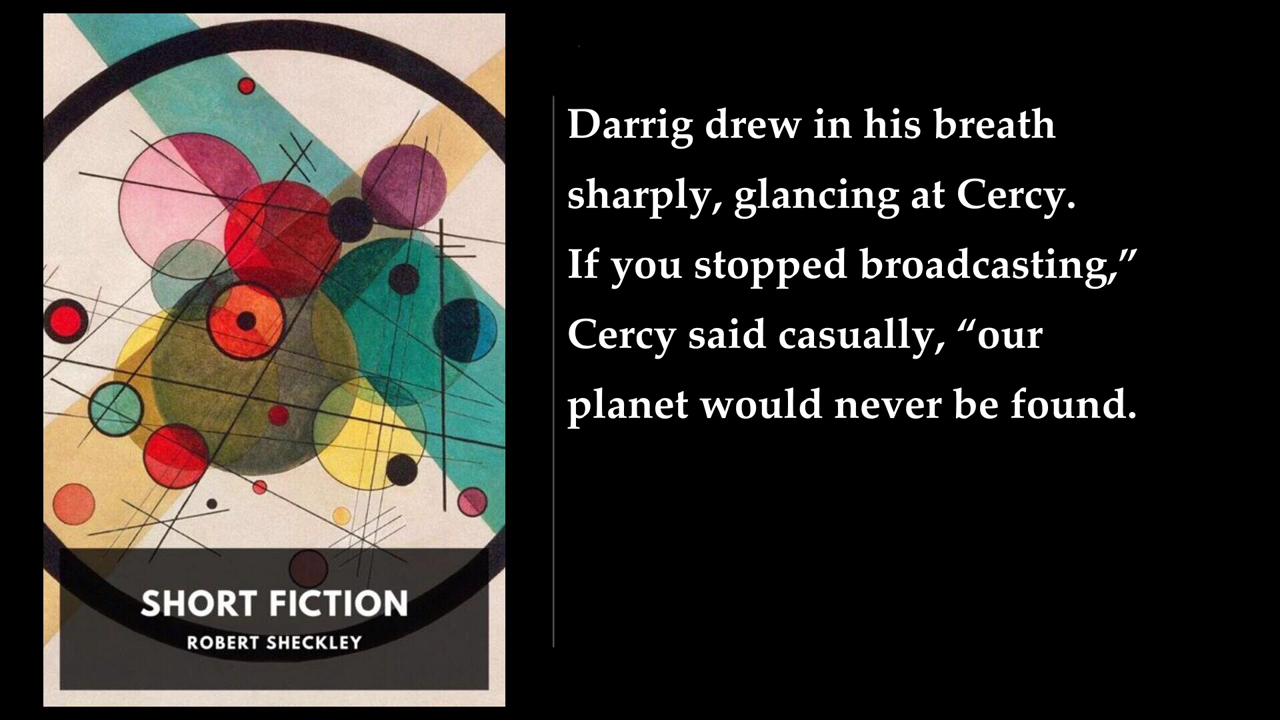 Darrig drew in his breath
sharply, glancing at Cercy.
If you stopped broadcasting,”
Cercy said casually, “our
planet would never be found.
SHORT FICTION
ROBERT SHECKLEY